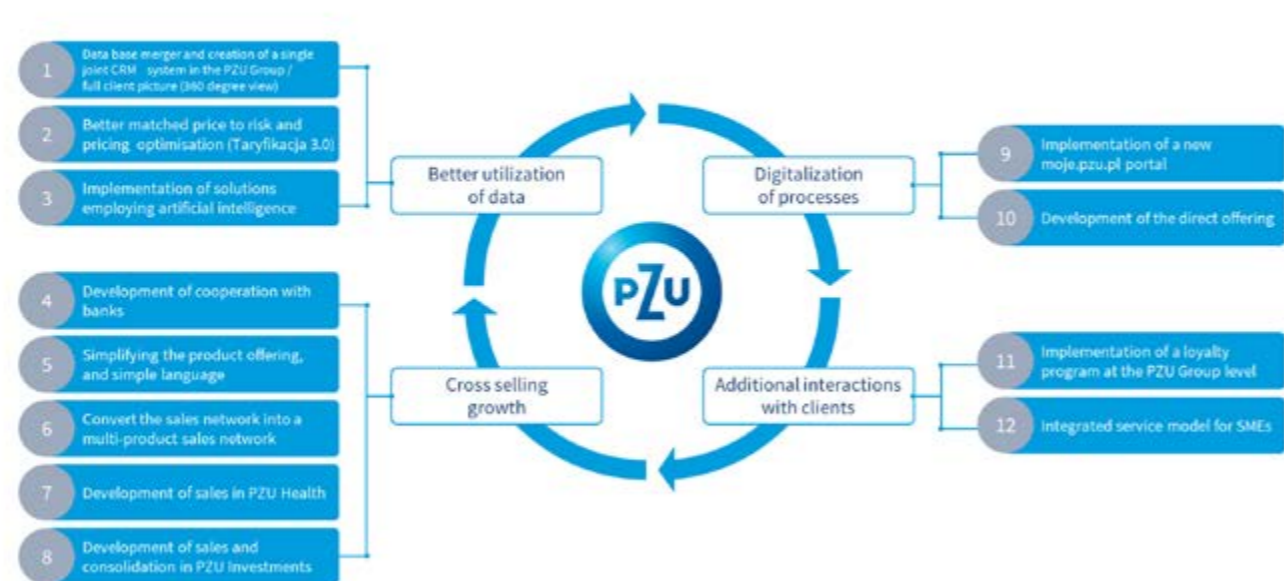 1
Data base merger and creation of a single
joint CRM system in the PZU Group /
full client picture (360 degree view)
2
Better matched price to risk and
pricing optimisation (Taryfikacja 3.0)
3
Implementation of solutions
employing artificial intelligence
Better utilization
of data
4
Development of cooperation with
banks
5
Simplifying the product offering,
and simple language
6
Convert the sales network into a
multi-product sales network
7
Development of sales in PZU Health
8
Development of sales and
consolidation in PZU Investments
Cross selling
growth
PZU
Digitalization
of processes
9
Implementation of a new
moje.pzu.pl portal
10
Development of the direct offering
Additional interactions
with clients
11
Implementation of a loyalty
program at the PZU Group level
12
Integrated service model for SMEs